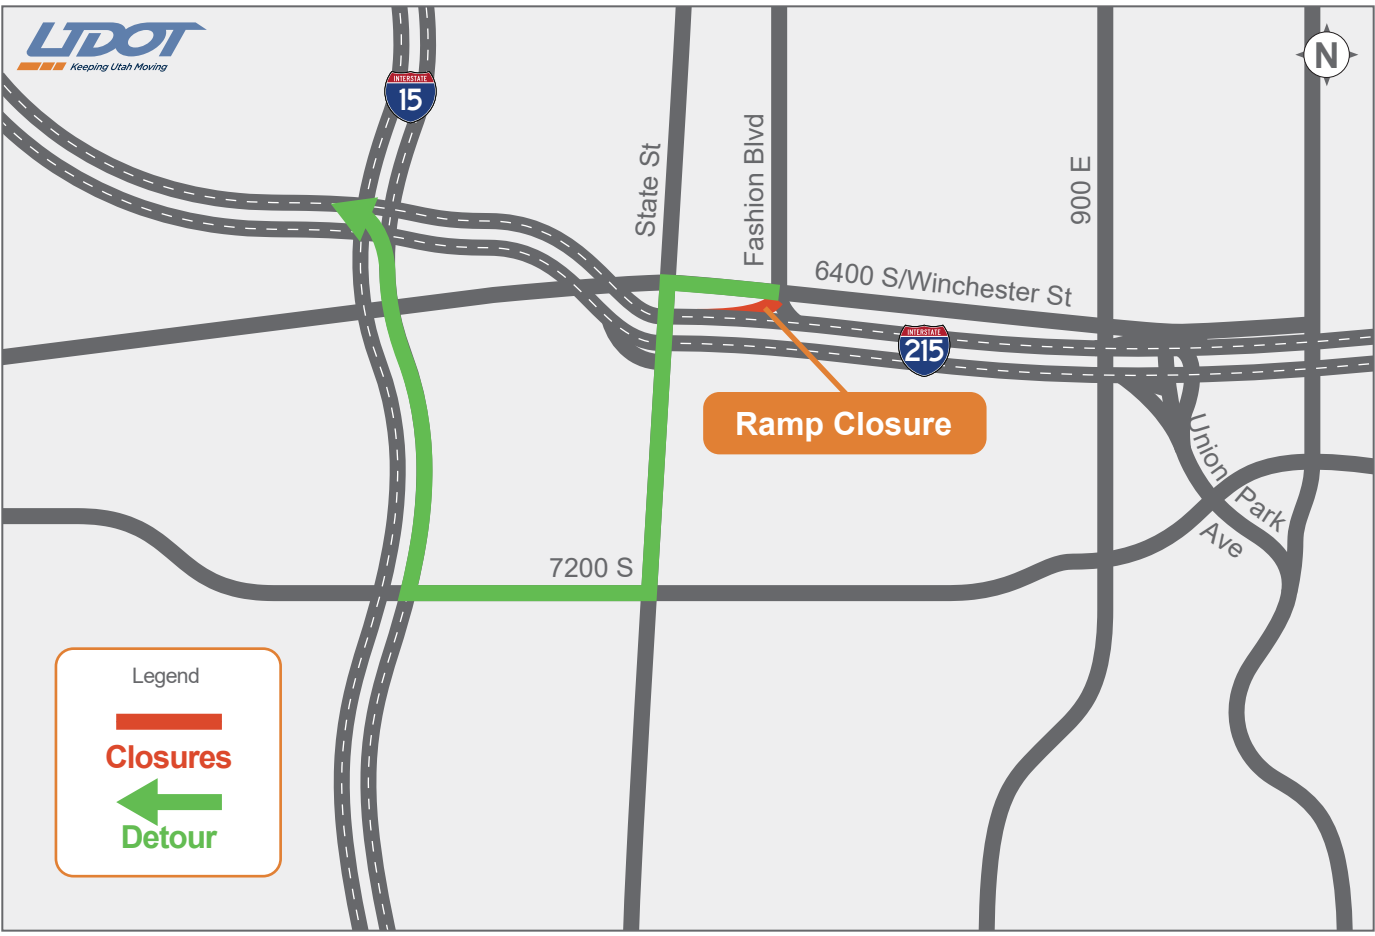 UDOT
Keeping Utah Moving
N
INTERSTATE
15
State St
Fashion Blvd
900 E
6400 S/Winchester St
INTERSTATE
215
Ramp Closure
Union Park
Ave
7200 S
Legend
Closures
Detour